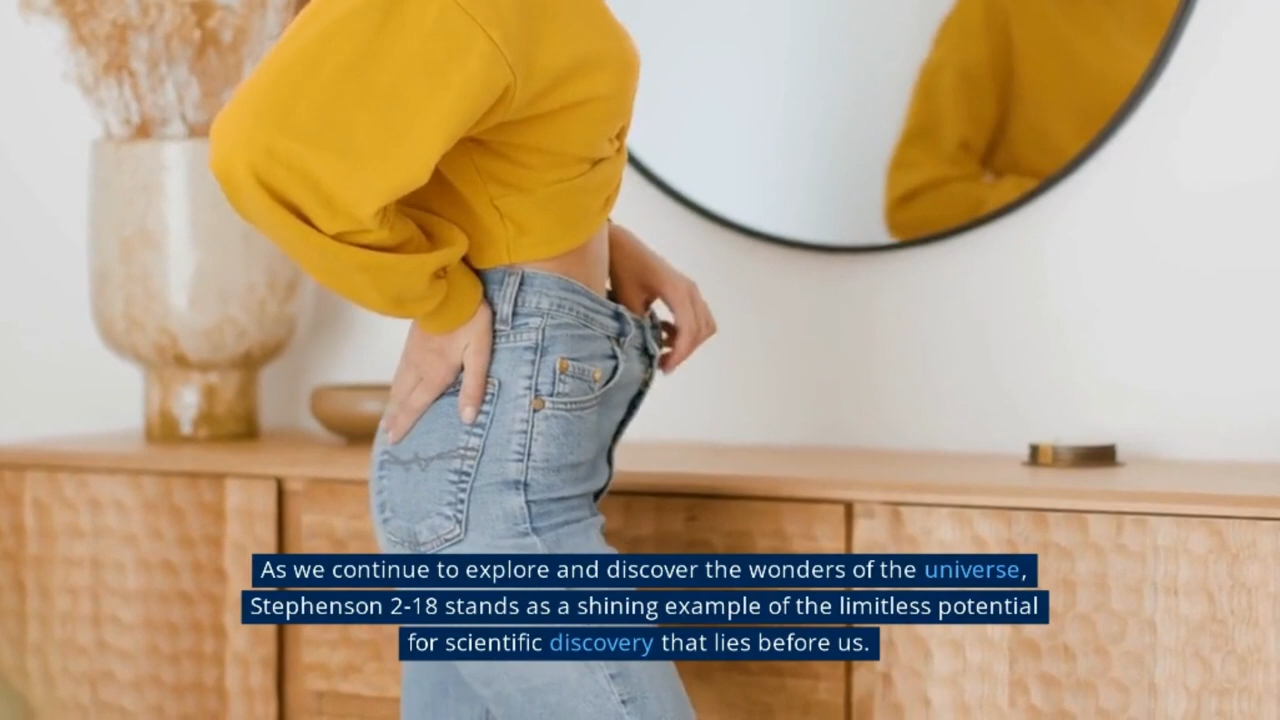 As we continue to explore and discover the wonders of the universe,
Stephenson 2-18 stands as a shining example of the limitless potential
for scientific discovery that lies before us.